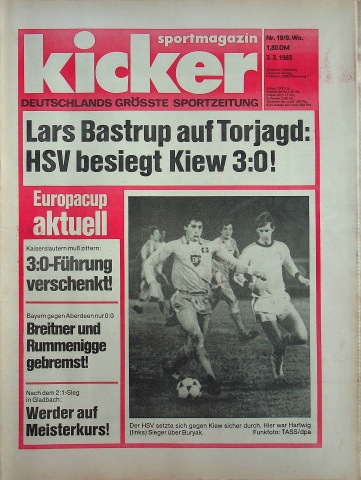 sportmagazin
kicker
DEUTSCHLANDS GRÖSSTE SPORTZEITUNG
Nr. 19/9. Wo.
1,80 DM
3.3.1983
Lars Bastrup auf Torjagd:
HSV besiegt Kiew 3:0!
Europacup
aktuell
Kaiserslautern muß zittern:
3:0-Führung
verschenkt!
Bayern gegen Aberdeen nur 0:0
Breitner und
Rummenigge
gebremst!
Nach dem 2:1-Sieg
in Gladbach:
Werder auf
Meisterkurs!
Der HSV setzte sich gegen Kiew sicher durch. Hier war Hartwig
(links) Sieger über Buryak.
Funkfoto: TASS/dpa